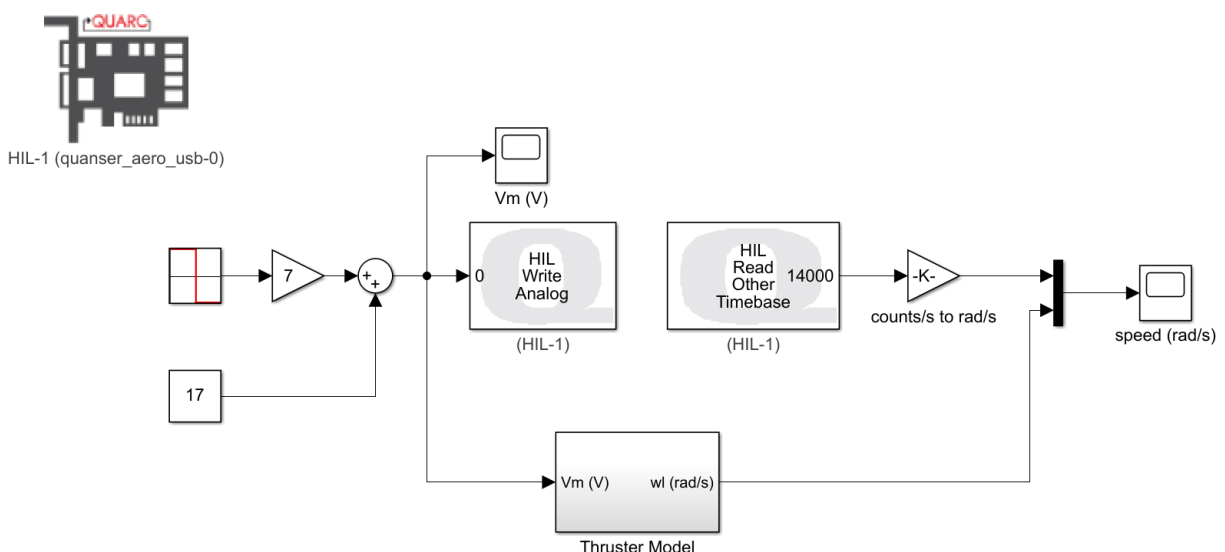 QUARC
HIL-1 (quanser_aero_usb-0)
Vm (V)
7
+
+
0
HIL
Write
Analog
(HIL-1)
HIL
Read
Other
Timebase
14000
(HIL-1)
-K-
counts/s to rad/s
speed (rad/s)
17
Vm (V)
wl (rad/s)
Thruster Model